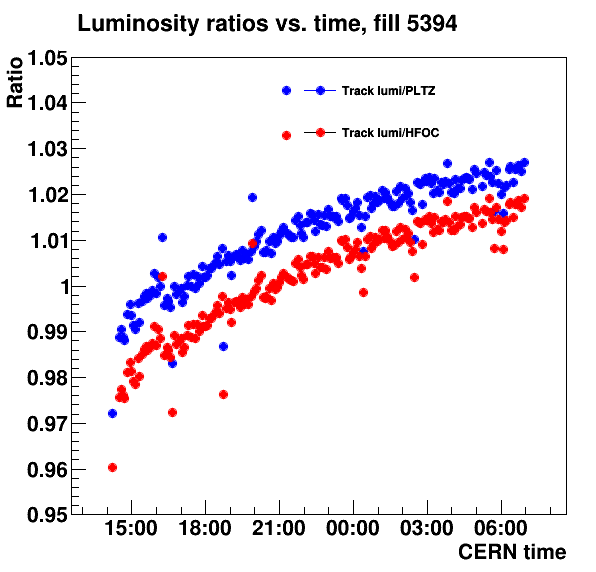 Luminosity ratios vs. time, fill 5394
Ratio
1.05
1.04
1.03
1.02
1.01
1
0.99
0.98
0.97
0.96
0.95
Track lumi/PLTZ
Track lumi/HFOC
15:00 18:00 21:00 00:00 03:00 06:00
CERN time